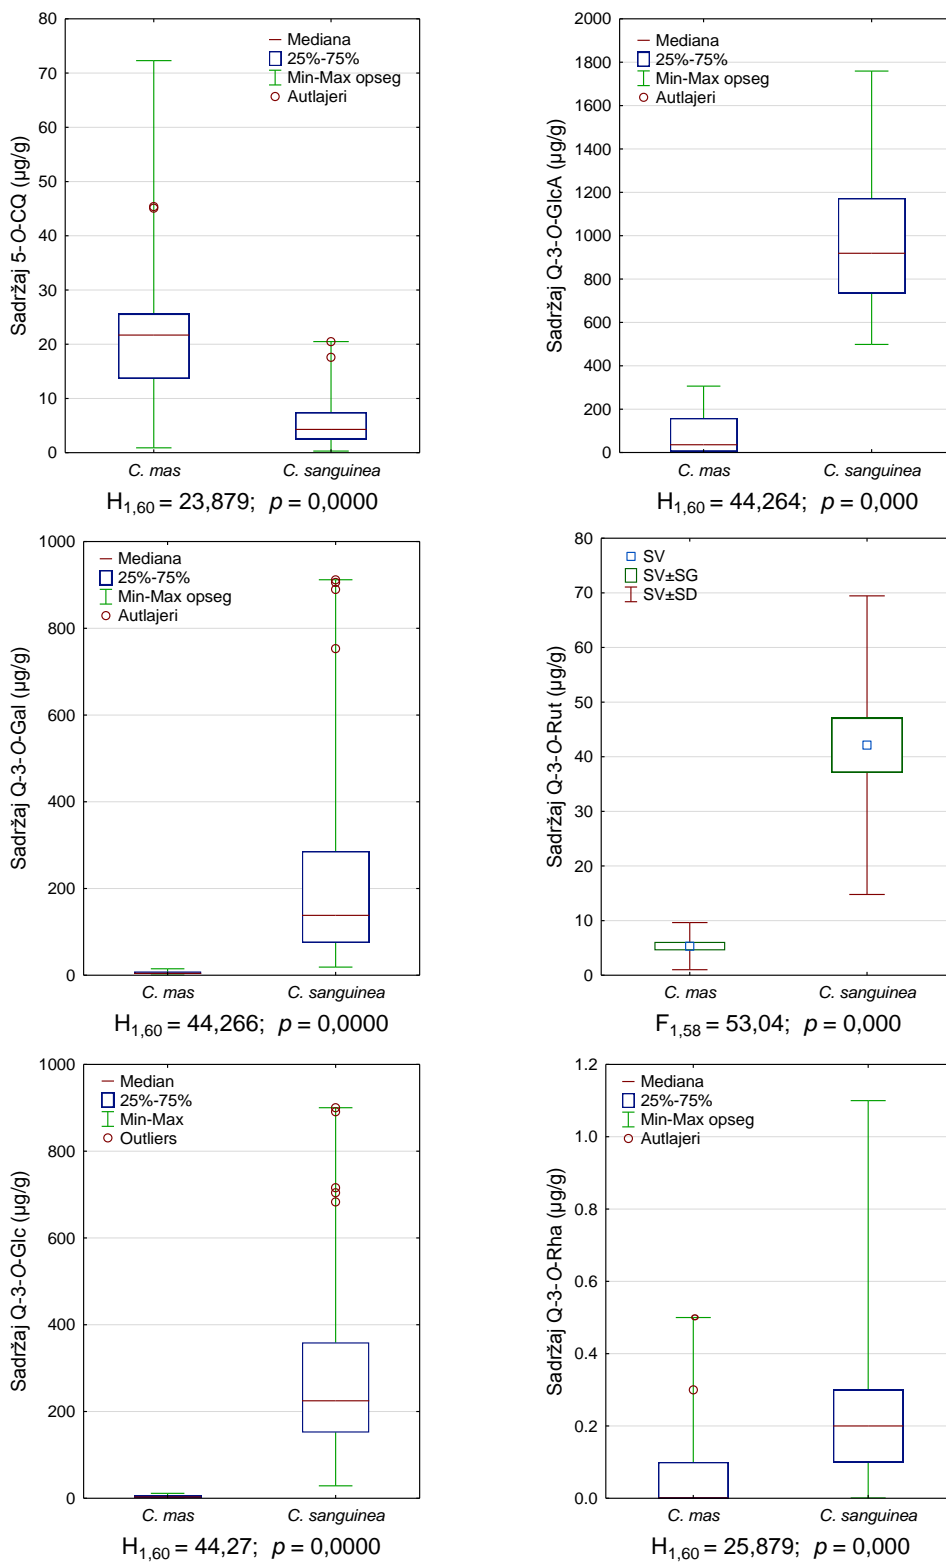 Sadržaj 5-O-CQ (µg/g)
80
70
60
50
40
30
20
10
0
Mediana
25%-75%
Min-Max opseg
Autlajeri
C. mas C. sanguinea
H1,60 = 23,879; p = 0,0000
Sadržaj Q-3-O-GlcA (µg/g)
2000
1800
1600
1400
1200
1000
800
600
400
200
0
Mediana
25%-75%
Min-Max opseg
Autlajeri
C. mas C. sanguinea
H1,60 = 44,264; p = 0,000
Sadržaj Q-3-O-Gal (µg/g)
1000
800
600
400
200
0
Mediana
25%-75%
Min-Max opseg
Autlajeri
C. mas C. sanguinea
H1,60 = 44,266; p = 0,0000
Sadržaj Q-3-O-Rut (µg/g)
80
70
60
50
40
30
20
10
0
SV
SV±SG
SV±SD
C. mas C. sanguinea
F1,58 = 53,04; p = 0,000
Sadržaj Q-3-O-Glc (µg/g)
1000
800
600
400
200
0
Median
25%-75%
Min-Max
Outliers
C. mas C. sanguinea
H1,60 = 44,27; p = 0,0000
Sadržaj Q-3-O-Rha (µg/g)
1.2
1.0
0.8
0.6
0.4
0.2
0.0
Mediana
25%-75%
Min-Max opseg
Autlajeri
C. mas C. sanguinea
H1,60 = 25,879; p = 0,000